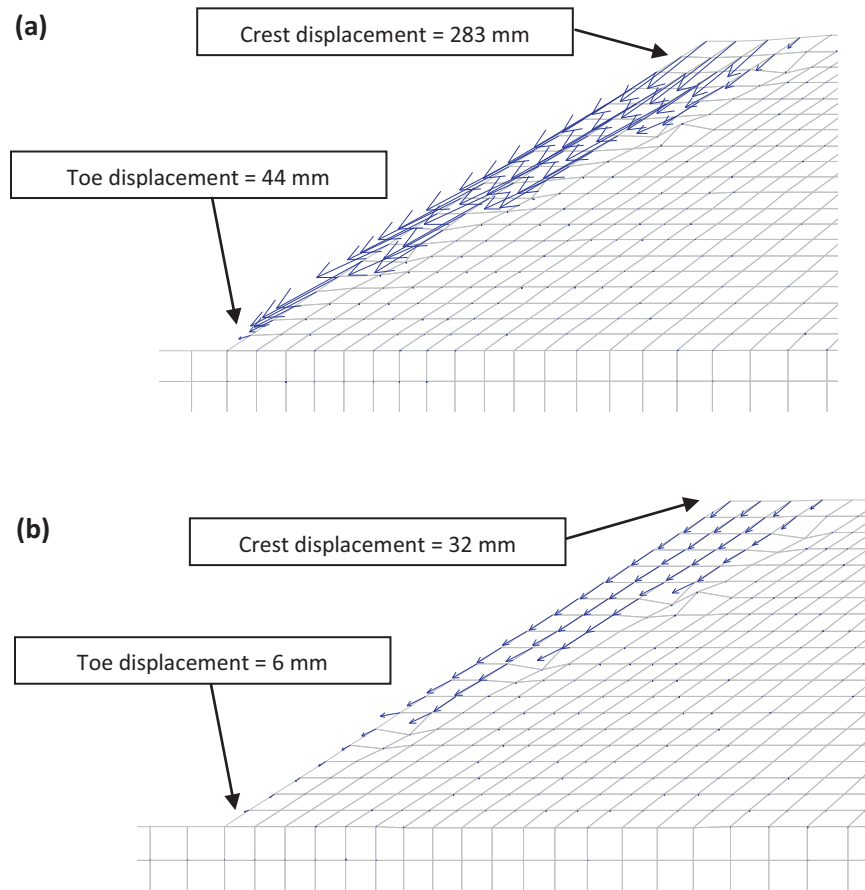 (a)
Crest displacement = 283 mm
Toe displacement = 44 mm
(b)
Crest displacement = 32 mm
Toe displacement = 6 mm